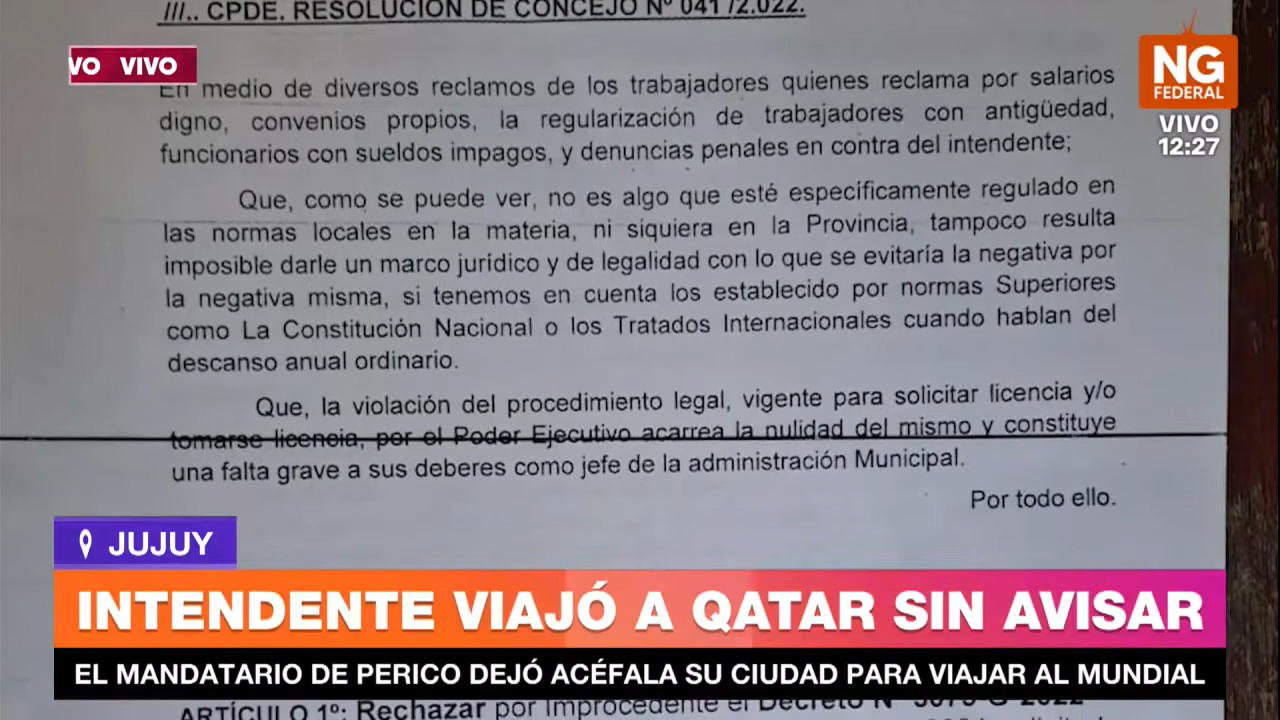 ///.. CPDE. RESOLUCIÓN DE CONCEJO Nº 041 /2.022.
VO VIVO
NG
FEDERAL
VIVO
12:27
En medio de diversos reclamos de los trabajadores quienes reclama por salarios
digno, convenios propios, la regularización de trabajadores con antigüedad,
funcionarios con sueldos impagos, y denuncias penales en contra del intendente;
Que, como se puede ver, no es algo que esté específicamente regulado en
las normas locales en la materia, ni siquiera en la Provincia, tampoco resulta
imposible darle un marco jurídico y de legalidad con lo que se evitaría la negativa por
la negativa misma, si tenemos en cuenta los establecido por normas Superiores
como La Constitución Nacional o los Tratados Internacionales cuando hablan del
descanso anual ordinario.
Que, la violación del procedimiento legal, vigente para solicitar licencia y/o
tomarse licencia, por el Poder Ejecutivo acarrea la nulidad del mismo y constituye
una falta grave a sus deberes como jefe de la administración Municipal.
Por todo ello.
JUJUY
INTENDENTE VIAJÓ A QATAR SIN AVISAR
EL MANDATARIO DE PERICO DEJÓ ACÉFALA SU CIUDAD PARA VIAJAR AL MUNDIAL
ARTÍCULO 1º: Rechazar por improcedente el Decreto Nº